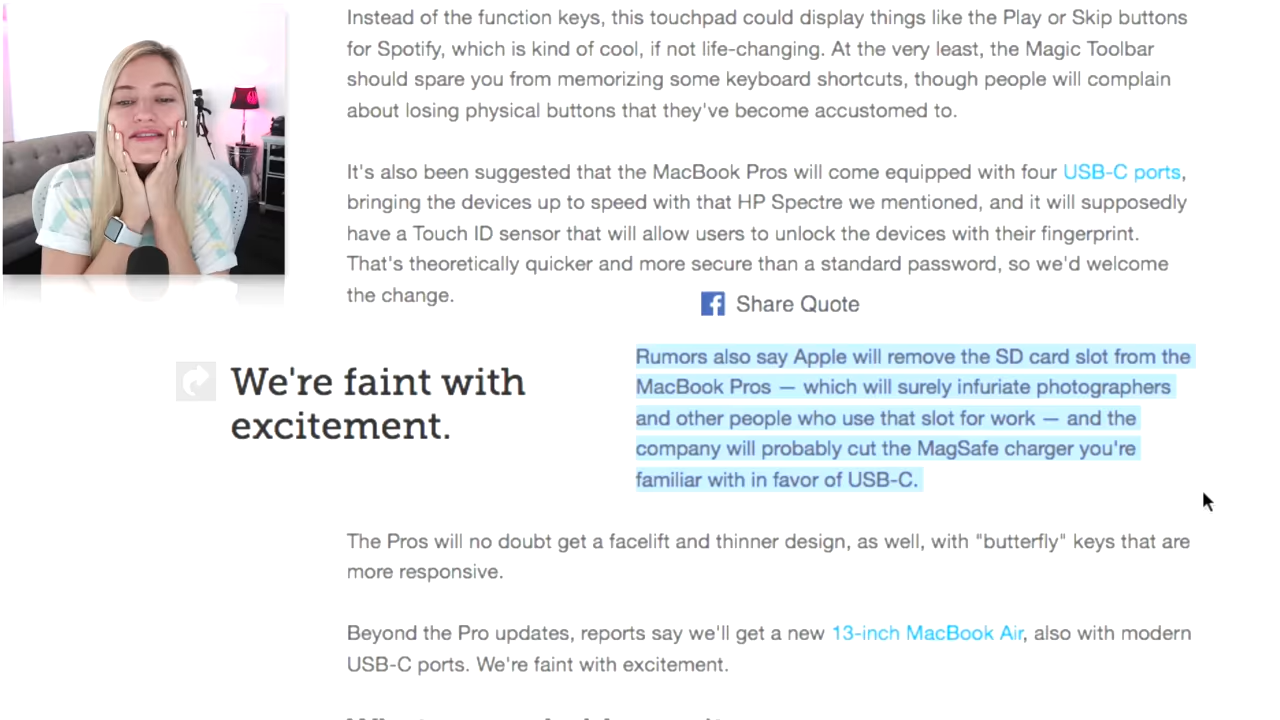 Instead of the function keys, this touchpad could display things like the Play or Skip buttons
for Spotify, which is kind of cool, if not life-changing. At the very least, the Magic Toolbar
should spare you from memorizing some keyboard shortcuts, though people will complain
about losing physical buttons that they've become accustomed to.
It's also been suggested that the MacBook Pros will come equipped with four USB-C ports,
bringing the devices up to speed with that HP Spectre we mentioned, and it will supposedly
have a Touch ID sensor that will allow users to unlock the devices with their fingerprint.
That's theoretically quicker and more secure than a standard password, so we'd welcome
the change.
Share Quote
We're faint with
excitement.
Rumors also say Apple will remove the SD card slot from the
MacBook Pros — which will surely infuriate photographers
and other people who use that slot for work — and the
company will probably cut the MagSafe charger you're
familiar with in favor of USB-C.
The Pros will no doubt get a facelift and thinner design, as well, with "butterfly" keys that are
more responsive.
Beyond the Pro updates, reports say we'll get a new 13-inch MacBook Air, also with modern
USB-C ports. We're faint with excitement.